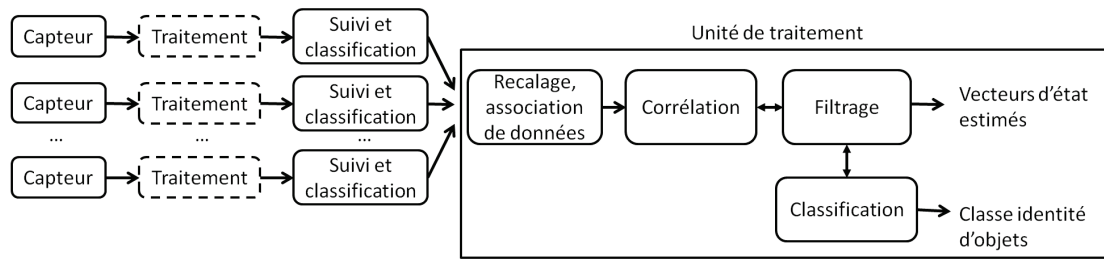 Capteur
Traitement
Suivi et
classification
Capteur
Traitement
Suivi et
classification
...
...
...
Capteur
Traitement
Suivi et
classification
Unité de traitement
Recalage,
association
de données
Corrélation
Filtrage
Vecteurs d'état
estimés
Classification
Classe identité
d'objets